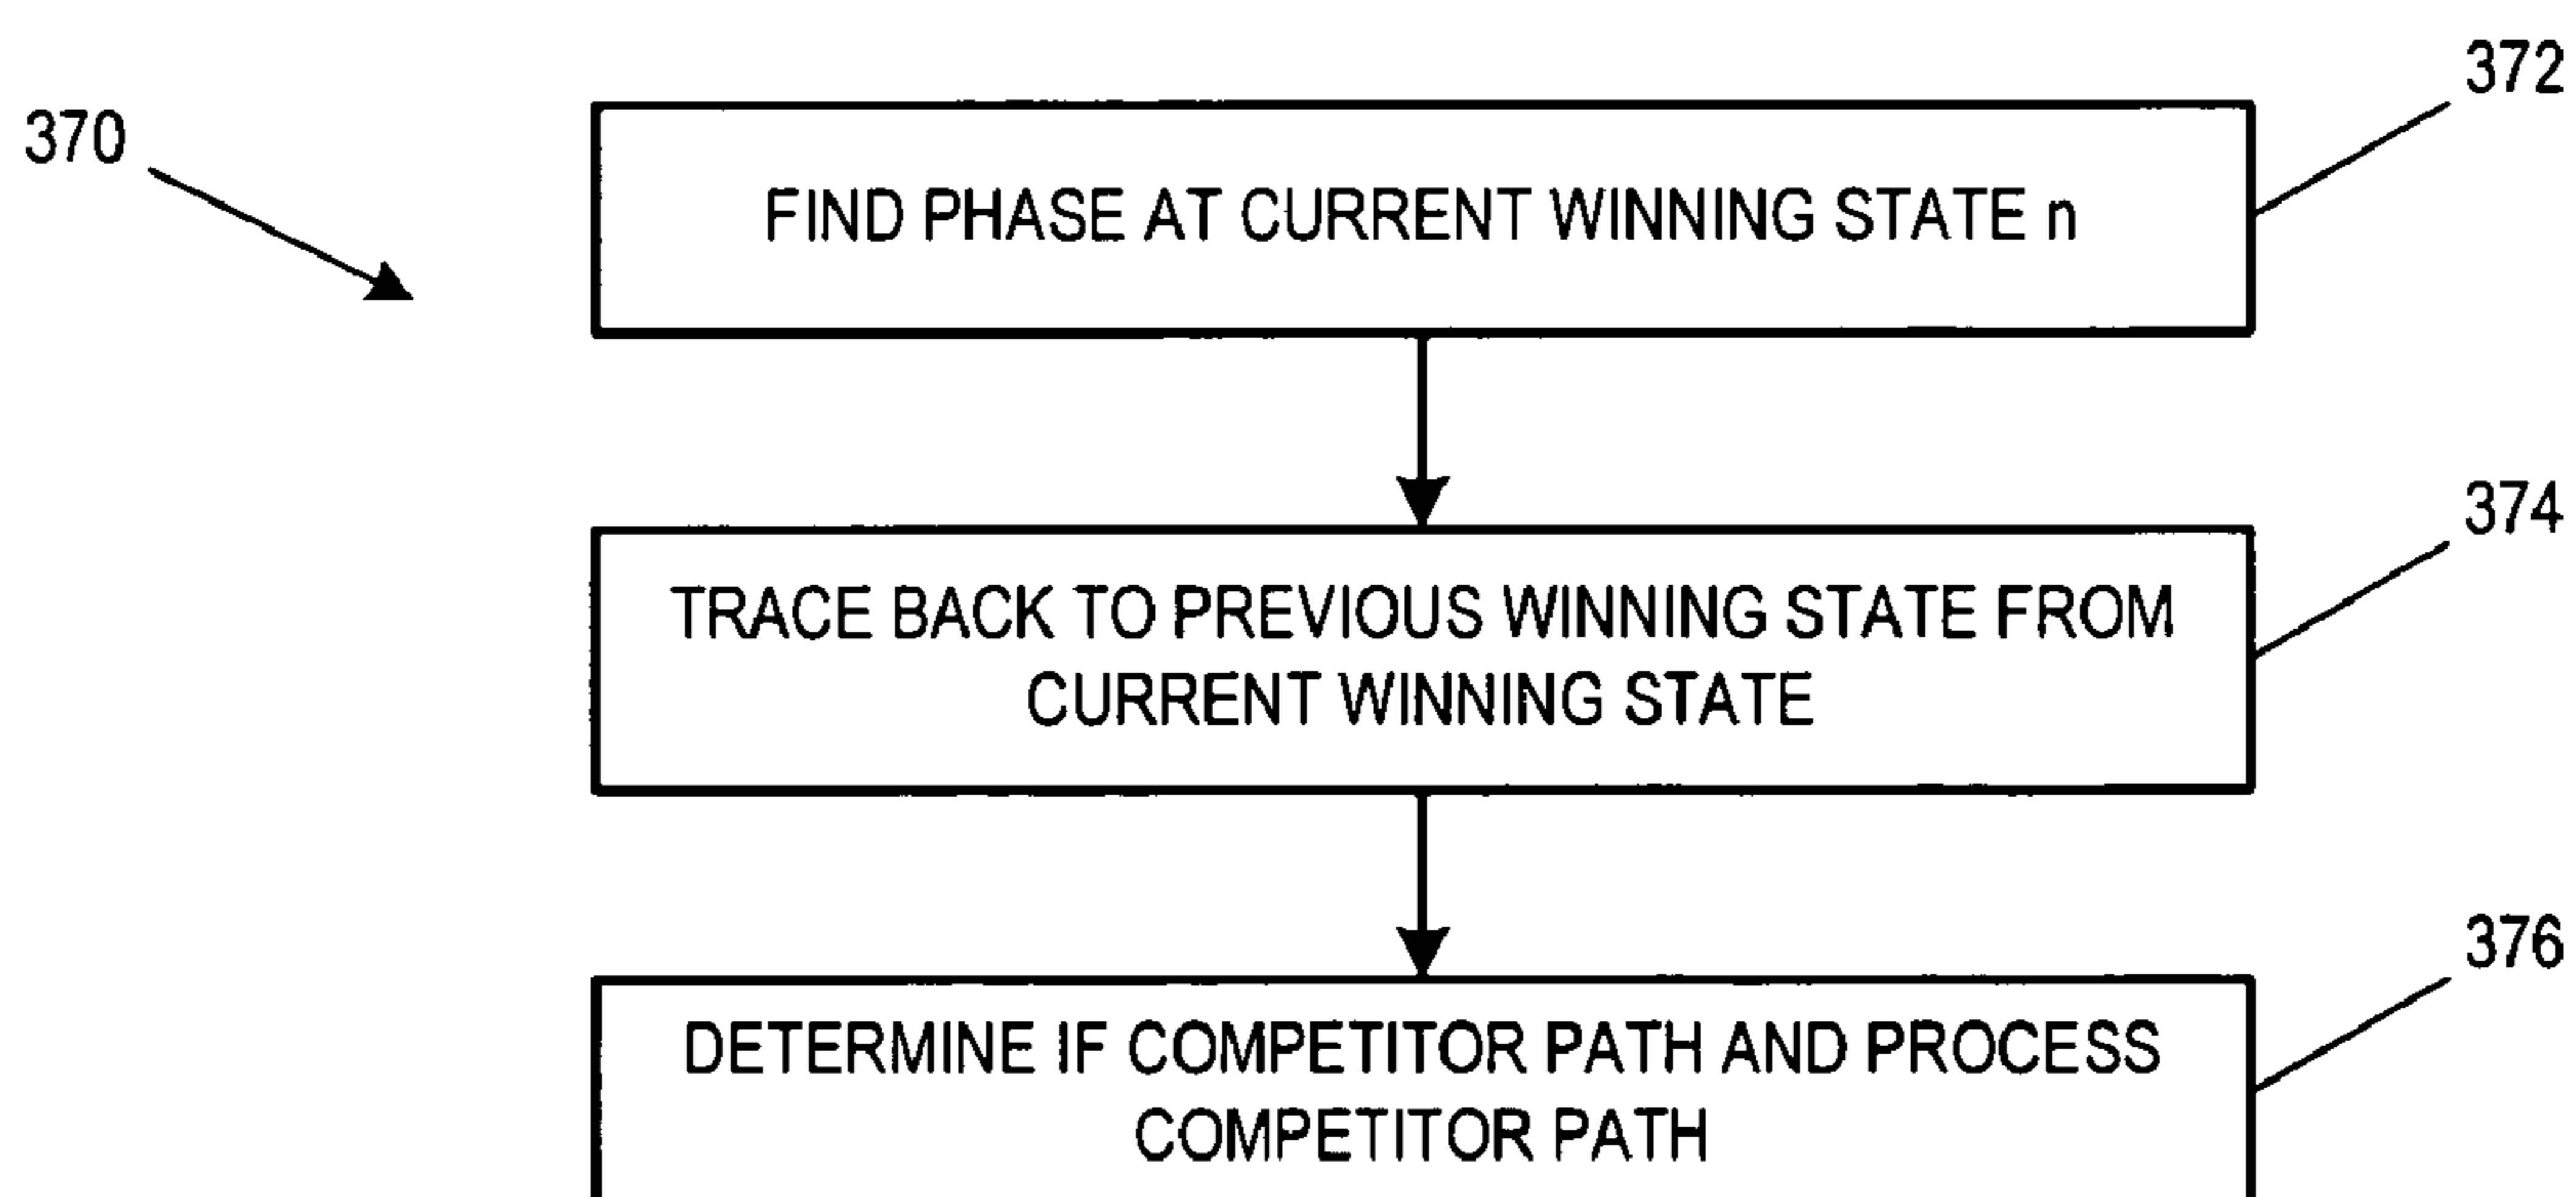 370
372
FIND PHASE AT CURRENT WINNING STATE n
374
TRACE BACK TO PREVIOUS WINNING STATE FROM
CURRENT WINNING STATE
376
DETERMINE IF COMPETITOR PATH AND PROCESS
COMPETITOR PATH